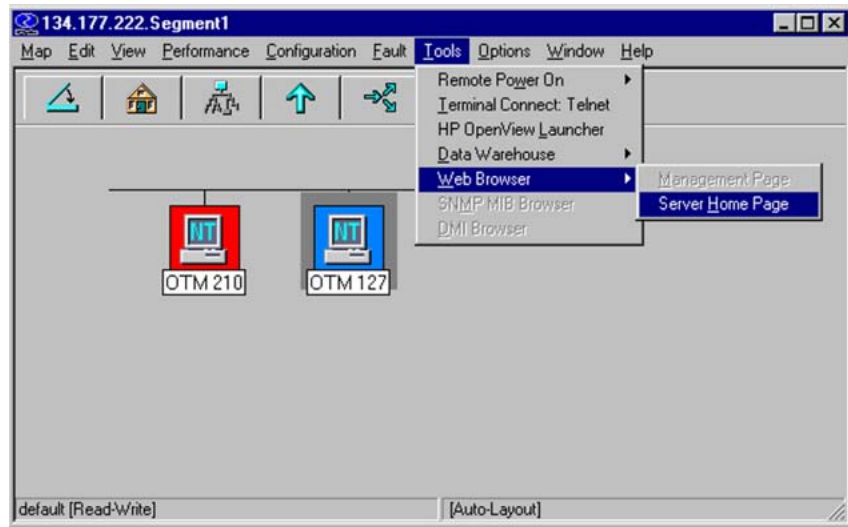 134.177.222.Segment1
Map Edit View Performance Configuration Fault Tools Options Window Help
Remote Power On
Terminal Connect: Telnet
HP OpenView Launcher
Data Warehouse
Web Browser
Management Page
SNMP MIB Browser
Server Home Page
DMI Browser
NT
NT
OTM 210
OTM 127
default [Read-Write]
[Auto-Layout]